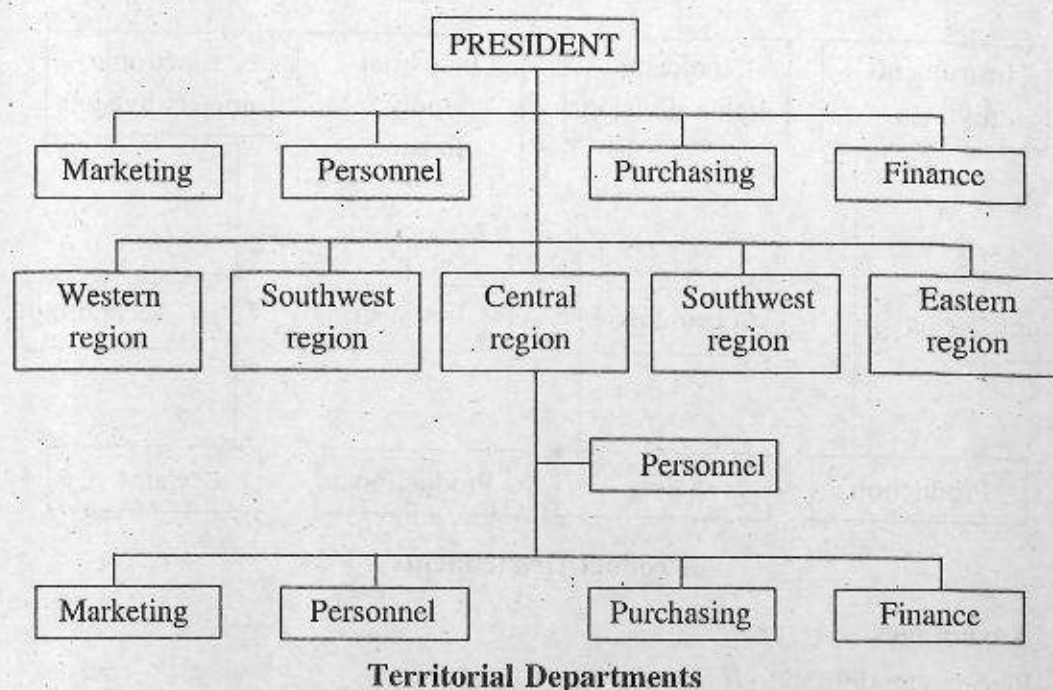 PRESIDENT
Marketing Personnel Purchasing Finance
Western Southwest Central Southwest Eastern
region region region region region
Personnel
Marketing Personnel Purchasing Finance
Territorial Departments